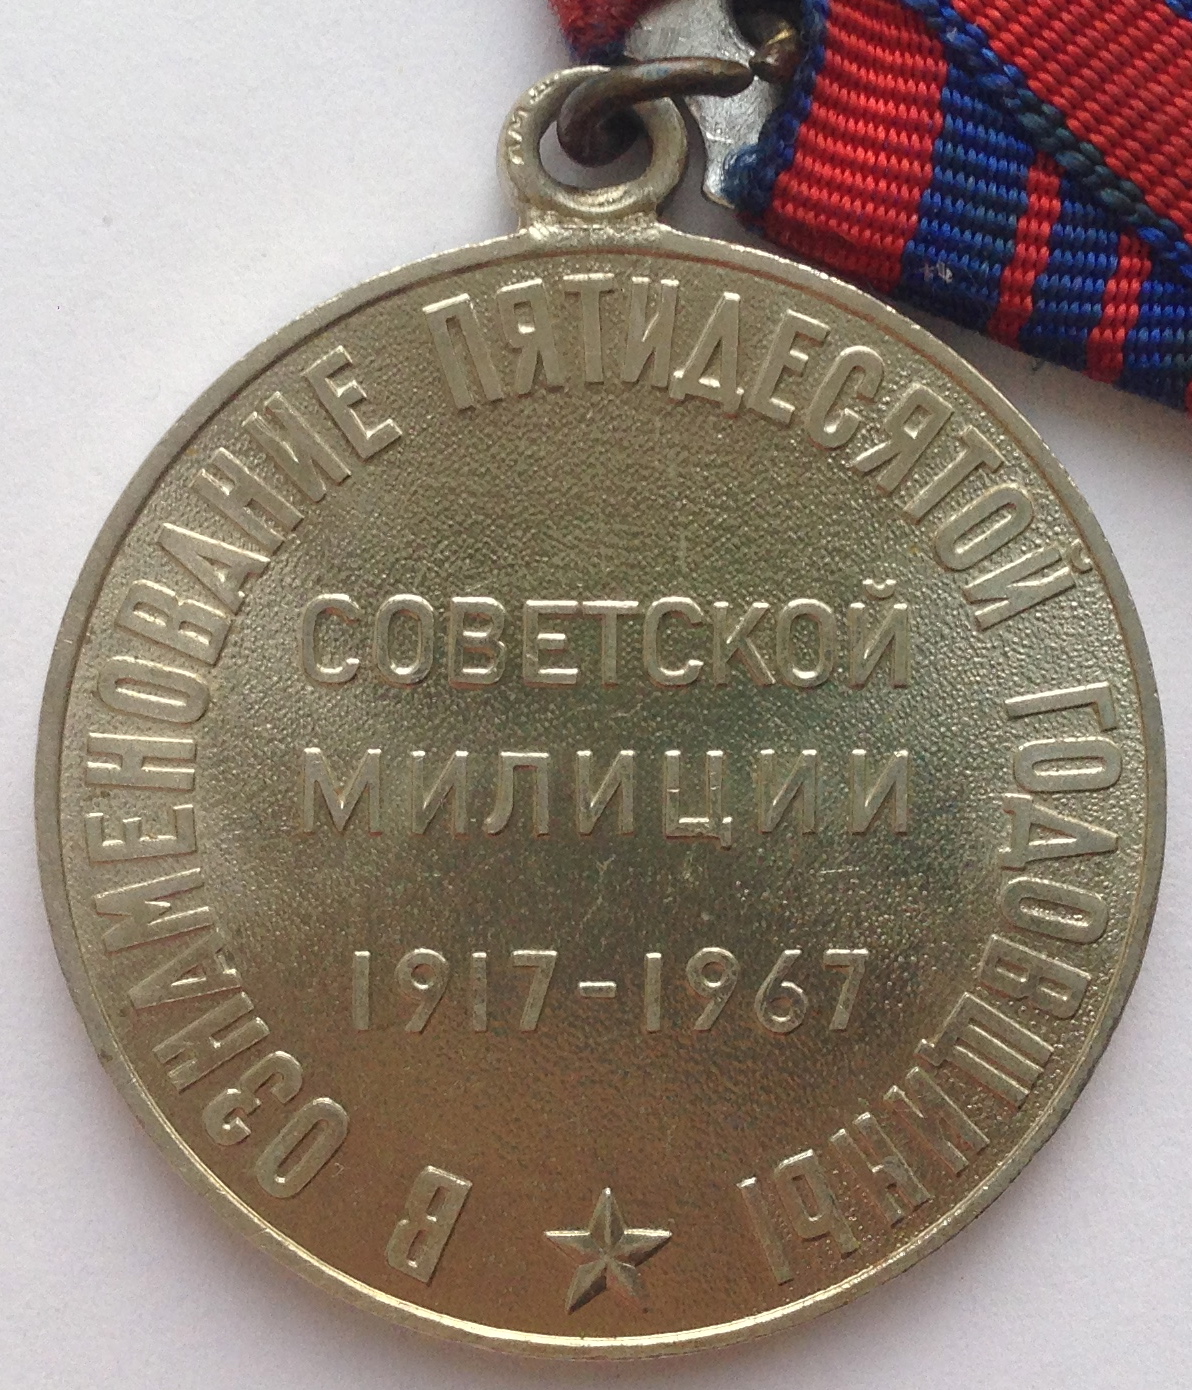 В ОЗНАМЕНОВАНИЕ ПЯТИДЕСЯТОЙ ГОДОВЩИНЫ
СОВЕТСКОЙ
МИЛИЦИИ
1917-1967